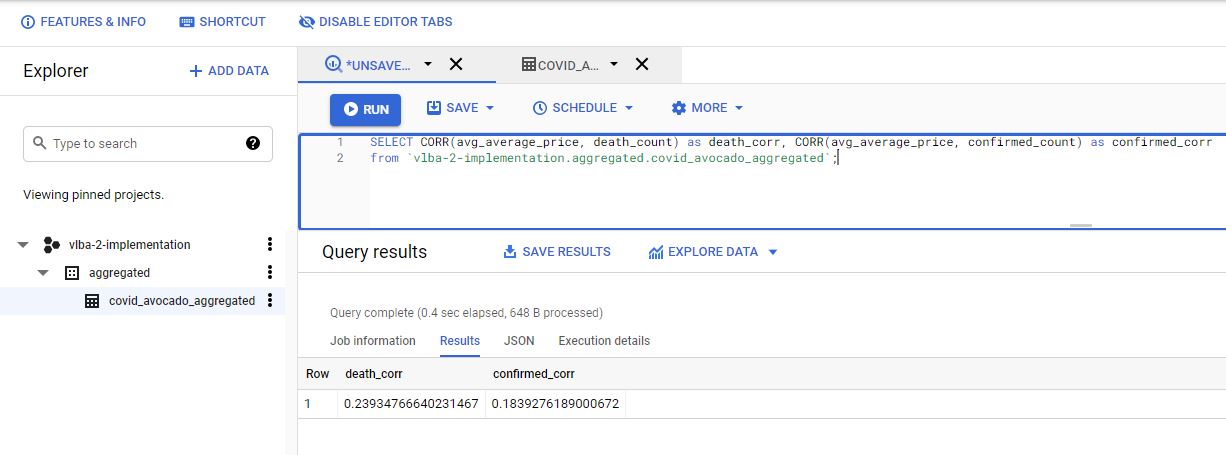 FEATURES & INFO SHORTCUT DISABLE EDITOR TABS
Explorer + ADD DATA
Type to search
Viewing pinned projects.
vlba-2-implementation
aggregated
covid_avocado_aggregated
*UNSAVE... COVID_A...
RUN SAVE SCHEDULE MORE
1 SELECT CORR(avg_average_price, death_count) as death_corr, CORR(avg_average_price, confirmed_count) as confirmed_corr
2 from `vlba-2-implementation.aggregated.covid_avocado_aggregated`;
Query results SAVE RESULTS EXPLORE DATA
Query complete (0.4 sec elapsed, 648 B processed)
Job information Results JSON Execution details
Row death_corr confirmed_corr
1 0.23934766640231467 0.1839276189000672